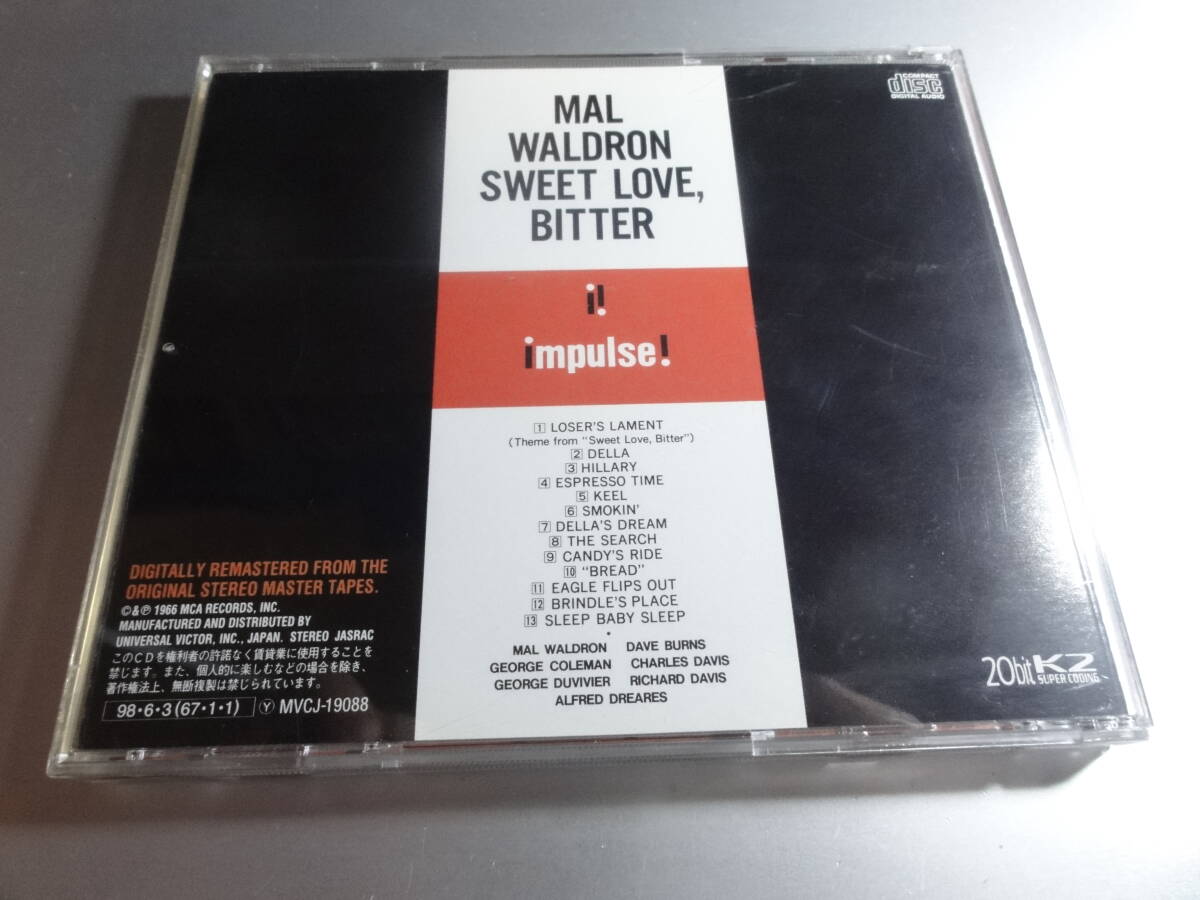 MAL
WALDRON
SWEET LOVE,
BITTER
COMPACT
disc
DIGITAL AUDIO
i!
impulse!
1 LOSER'S LAMENT
(Theme from "Sweet Love, Bitter")
2 DELLA
3 HILLARY
4 ESPRESSO TIME
5 KEEL
6 SMOKIN'
7 DELLA'S DREAM
8 THE SEARCH
9 CANDY'S RIDE
10 "BREAD"
11 EAGLE FLIPS OUT
12 BRINDLE'S PLACE
13 SLEEP BABY SLEEP
MAL WALDRON DAVE BURNS
GEORGE COLEMAN CHARLES DAVIS
GEORGE DUVIVIER RICHARD DAVIS
ALFRED DREARES
DIGITALLY REMASTERED FROM THE
ORIGINAL STEREO MASTER TAPES.
©&℗ 1966 MCA RECORDS, INC.
MANUFACTURED AND DISTRIBUTED BY
UNIVERSAL VICTOR, INC., JAPAN. STEREO JASRAC
このCDを権利者の許諾なく賃貸業に使用することを
禁じます。また、個人的に楽しむなどの場合を除き、
著作権法上、無断複製は禁じられています。
98・6・3(67・1・1) Ⓨ MVCJ-19088
20bit K2
SUPER CODING